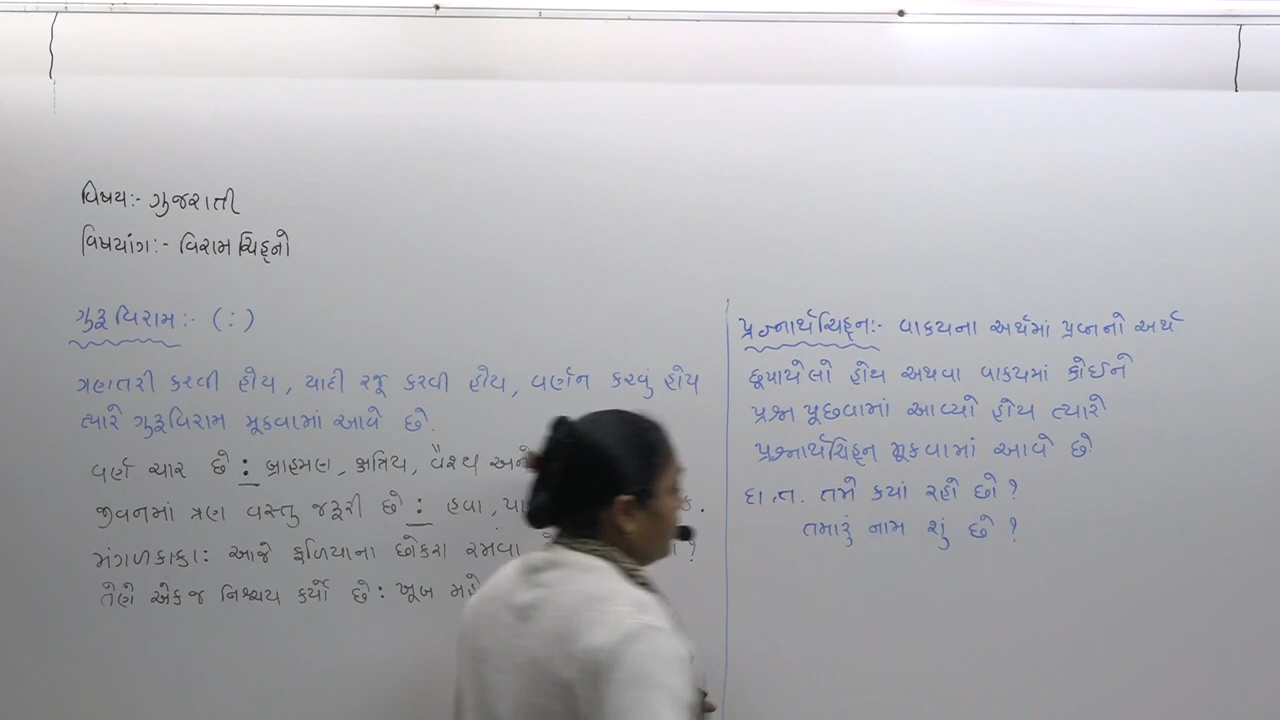 વિષય:- ગુજરાતી
વિષયાંગ:- વિરામચિહ્નો
ગુરૂવિરામ:- (:)
ગણતરી કરવી હોય, યાદી રજૂ કરવી હોય, વર્ણન કરવું હોય
ત્યારે ગુરૂવિરામ મૂકવામાં આવે છે.
વર્ણ ચાર છે : બ્રાહ્મણ, ક્ષત્રિય, વૈશ્ય અને
જીવનમાં ત્રણ વસ્તુ જરૂરી છે : હવા,
મંગળકાકા: આજે ફળિયાના છોકરા રમવા
તેણે એક જ નિશ્ચય કર્યો છે: ખૂબ
પ્રશ્નાર્થચિહ્ન:- વાક્યના અર્થમાં પ્રશ્નનો અર્થ
છૂપાયેલો હોય અથવા વાક્યમાં કોઈને
પ્રશ્ન પૂછવામાં આવ્યો હોય ત્યારે
પ્રશ્નાર્થચિહ્ન મૂકવામાં આવે છે.
દા.ત. તમે કયાં રહો છો ?
તમારું નામ શું છે ?